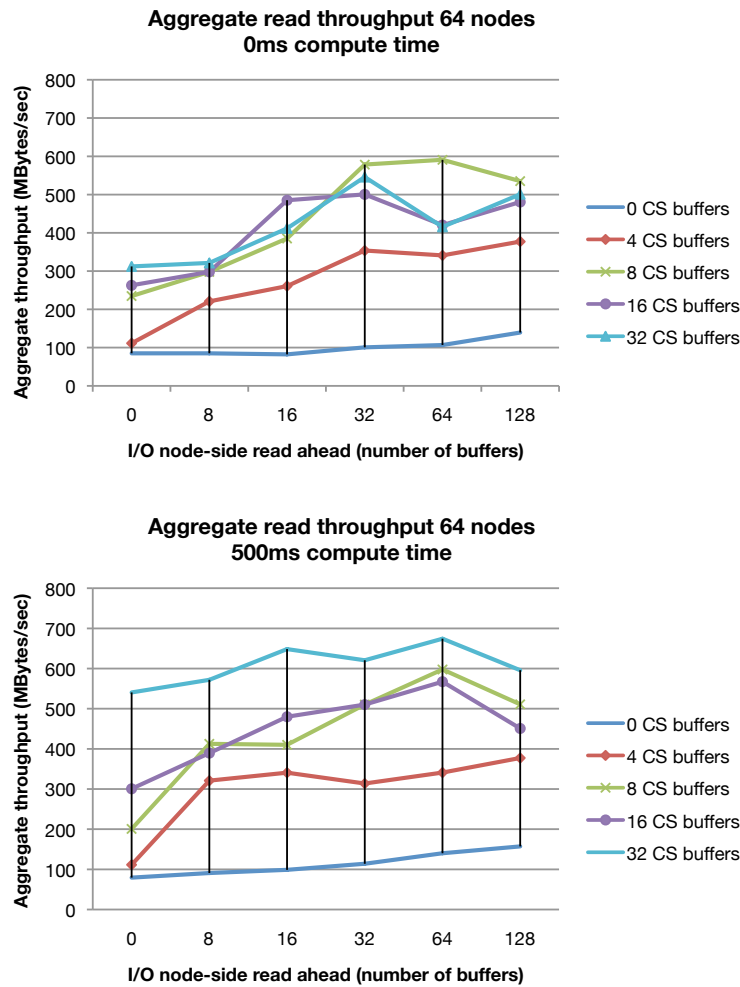 Aggregate read throughput 64 nodes
0ms compute time
Aggregate throughput (MBytes/sec)
800
700
600
500
400
300
200
100
0
0 8 16 32 64 128
I/O node-side read ahead (number of buffers)
0 CS buffers
4 CS buffers
8 CS buffers
16 CS buffers
32 CS buffers
Aggregate read throughput 64 nodes
500ms compute time
Aggregate throughput (MBytes/sec)
800
700
600
500
400
300
200
100
0
0 8 16 32 64 128
I/O node-side read ahead (number of buffers)
0 CS buffers
4 CS buffers
8 CS buffers
16 CS buffers
32 CS buffers